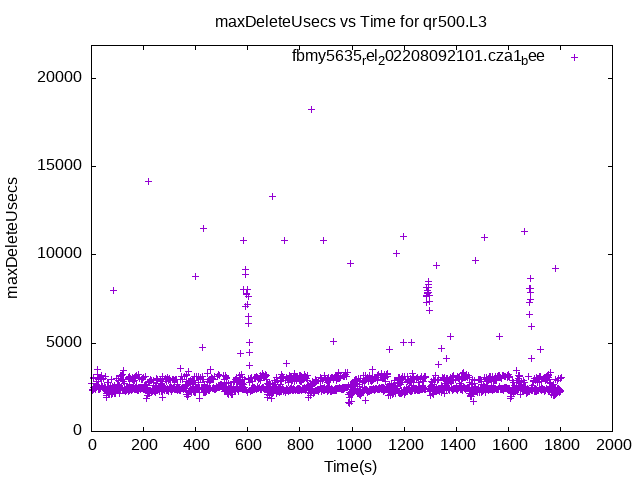 maxDeleteUsecs vs Time for qr500.L3
fbmy5635rel202208092101.cza1bee
20000
15000
10000
5000
0
maxDeleteUsecs
0 200 400 600 800 1000 1200 1400 1600 1800 2000
Time(s)